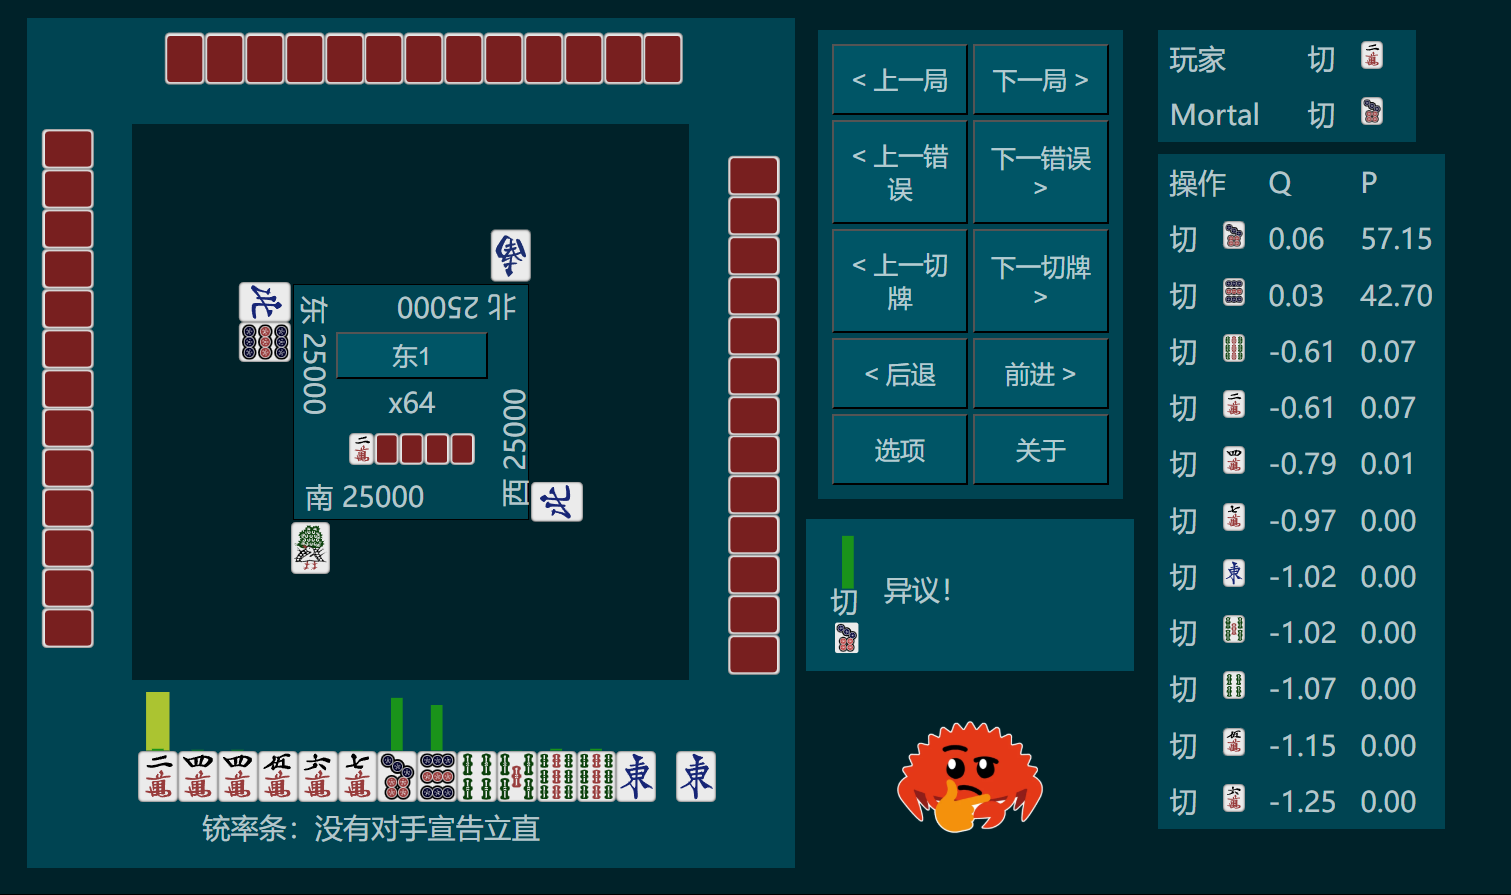 北 25000
东 25000
东1
x64
西 25000
南 25000
铳率条：没有对手宣告立直
< 上一局
下一局 >
< 上一错误
下一错误 >
< 上一切牌
下一切牌 >
< 后退
前进 >
选项
关于
切
异议！
玩家 切
Mortal 切
操作 Q P
切 0.06 57.15
切 0.03 42.70
切 -0.61 0.07
切 -0.61 0.07
切 -0.79 0.01
切 -0.97 0.00
切 -1.02 0.00
切 -1.02 0.00
切 -1.07 0.00
切 -1.15 0.00
切 -1.25 0.00